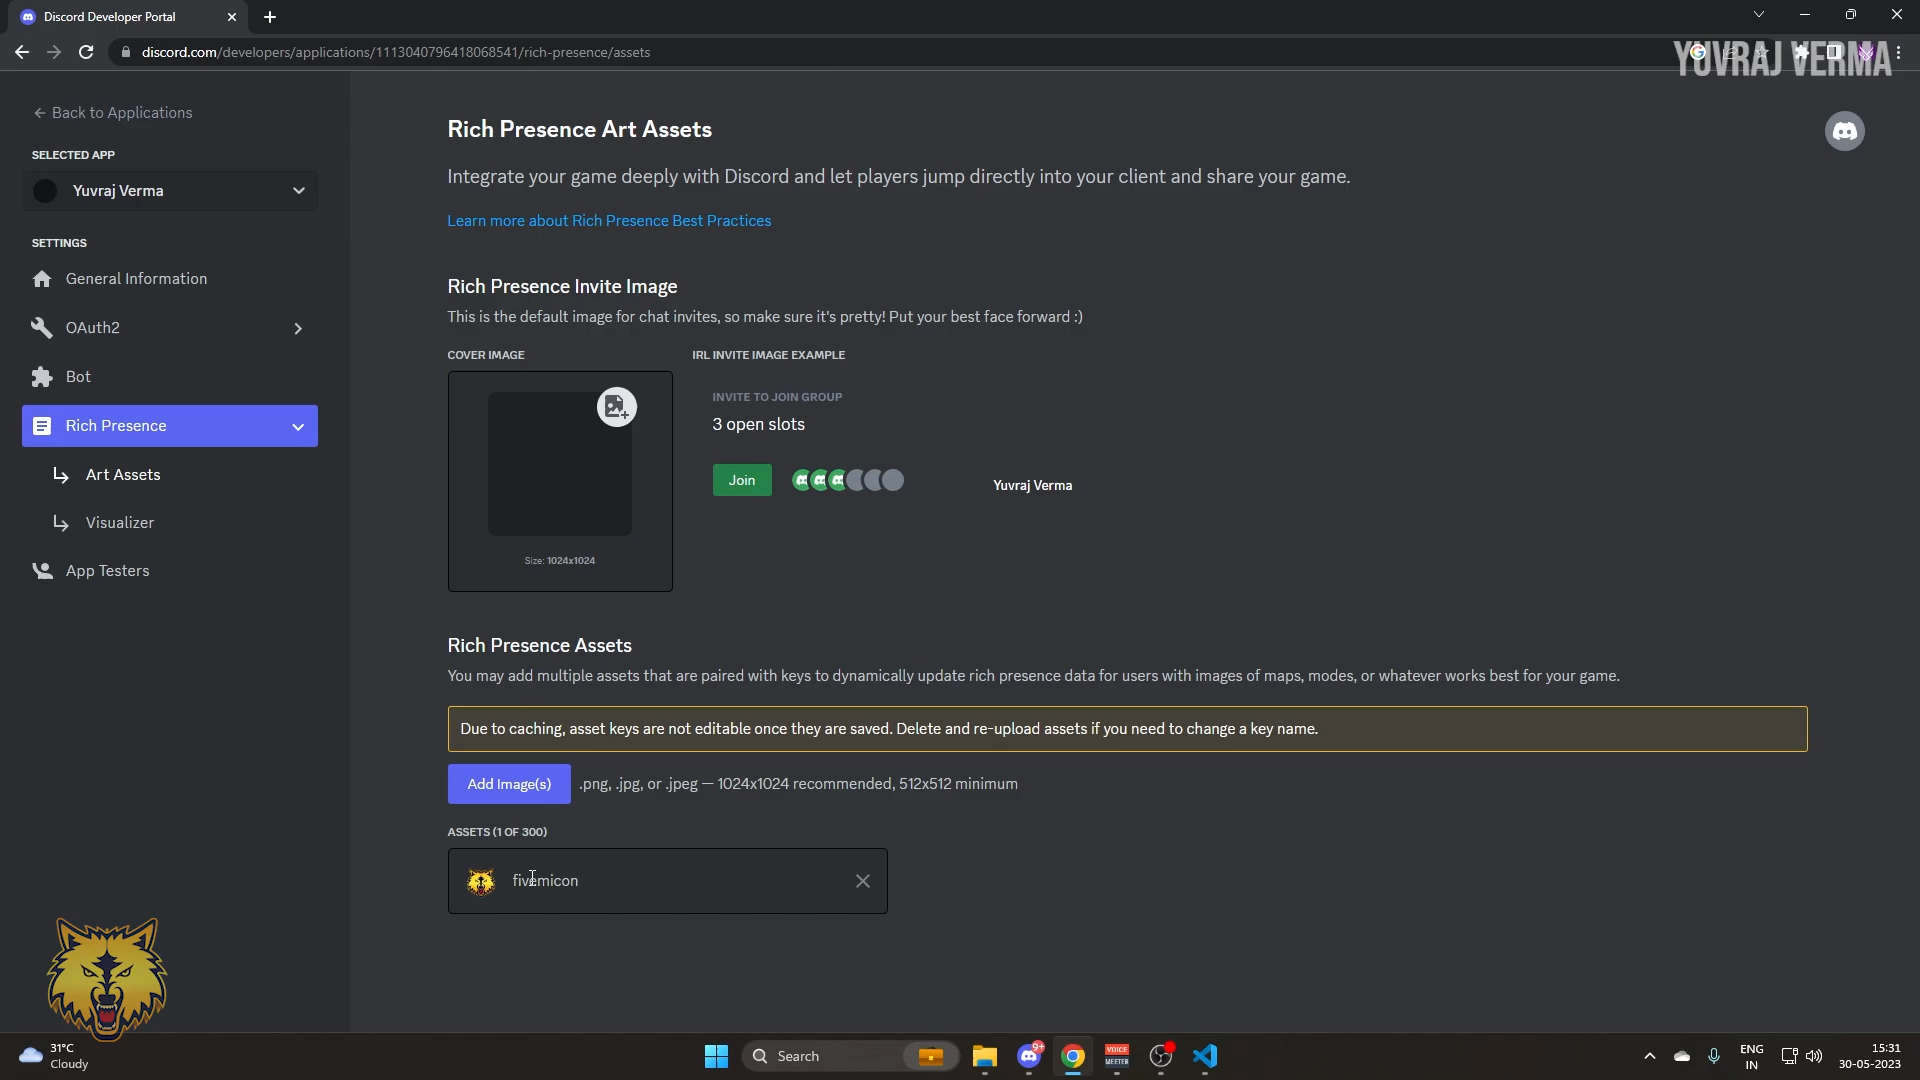 Discord Developer Portal
discord.com/developers/applications/1113040796418068541/rich-presence/assets
YUVRAJ VERMA
Back to Applications
SELECTED APP
Yuvraj Verma
SETTINGS
General Information
OAuth2
Bot
Rich Presence
Art Assets
Visualizer
App Testers
Rich Presence Art Assets
Integrate your game deeply with Discord and let players jump directly into your client and share your game.
Learn more about Rich Presence Best Practices
Rich Presence Invite Image
This is the default image for chat invites, so make sure it's pretty! Put your best face forward :)
COVER IMAGE
Size: 1024x1024
IRL INVITE IMAGE EXAMPLE
INVITE TO JOIN GROUP
3 open slots
Join
Yuvraj Verma
Rich Presence Assets
You may add multiple assets that are paired with keys to dynamically update rich presence data for users with images of maps, modes, or whatever works best for your game.
Due to caching, asset keys are not editable once they are saved. Delete and re-upload assets if you need to change a key name.
Add Image(s) .png, .jpg, or .jpeg — 1024x1024 recommended, 512x512 minimum
ASSETS (1 OF 300)
fivemicon
31°C
Cloudy
Search
9+
VOICE
MEETER
ENG
IN
15:31
30-05-2023